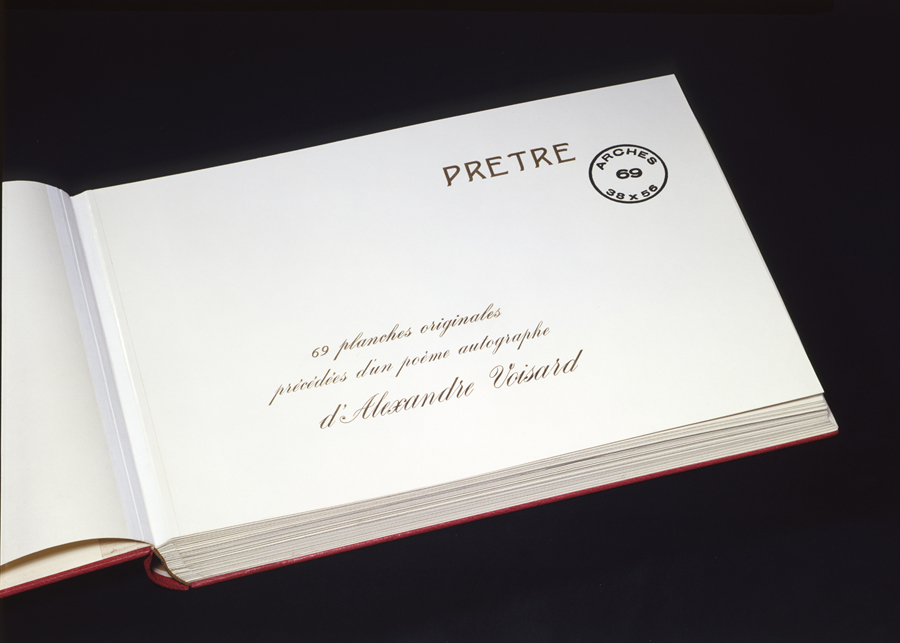 PRETRE
ARCHES
69
38 x 56
69 planches originales
précédées d'un poème autographe
d'Alexandre Voisard